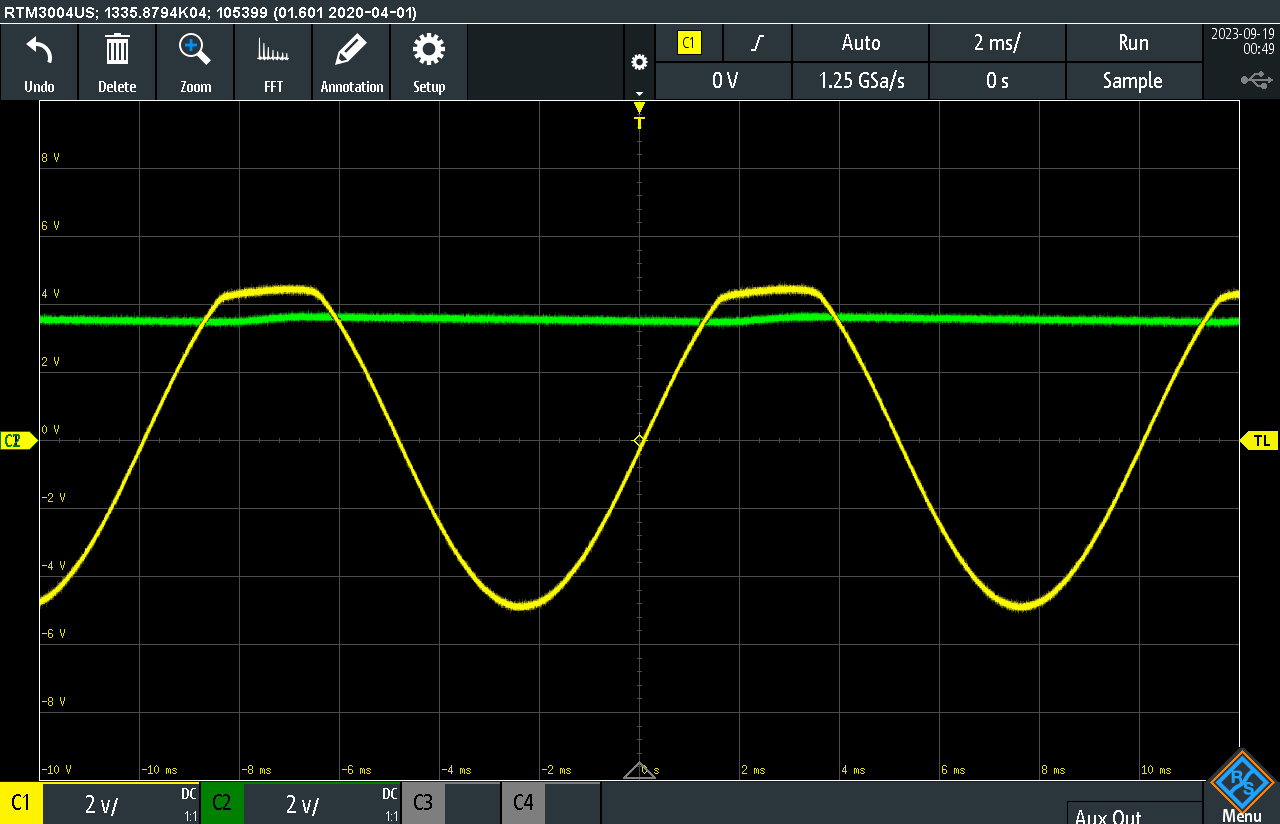 RTM3004US; 1335.8794K04; 105399 (01.601 2020-04-01)
Undo Delete Zoom FFT Annotation Setup
C1 Auto 2 ms/ Run 2023-09-19
00:49
0 V 1.25 GSa/s 0 s Sample
T
8 V
6 V
4 V
2 V
0 V
C2 TL
-2 V
-4 V
-6 V
-8 V
-10 V -10 ms -8 ms -6 ms -4 ms -2 ms 0 s 2 ms 4 ms 6 ms 8 ms 10 ms
C1 2 V/ DC 1:1 C2 2 V/ DC 1:1 C3 C4
Aux Out
R S
Menu